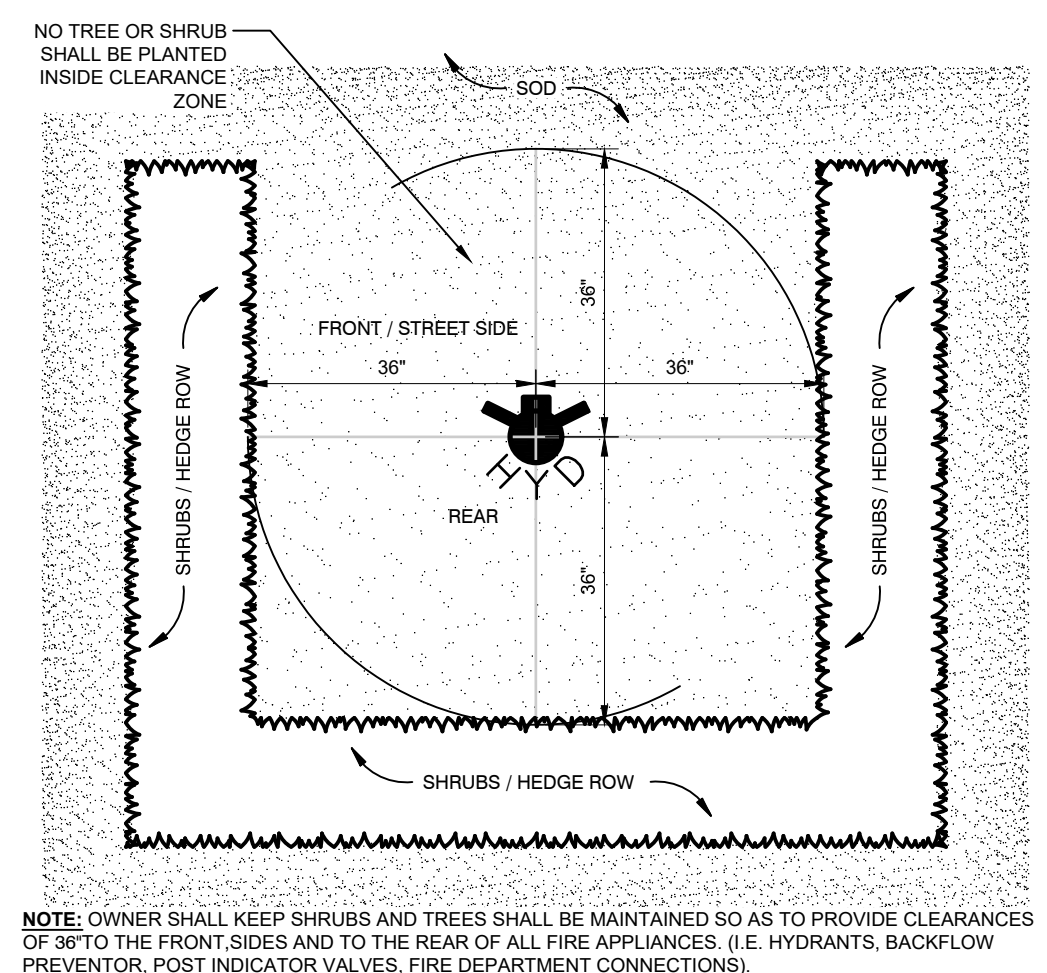 NO TREE OR SHRUB
SHALL BE PLANTED
INSIDE CLEARANCE
ZONE
SOD
36"
FRONT / STREET SIDE
36"
36"
SHRUBS / HEDGE ROW
SHRUBS / HEDGE ROW
HYD
REAR
36"
SHRUBS / HEDGE ROW
NOTE: OWNER SHALL KEEP SHRUBS AND TREES SHALL BE MAINTAINED SO AS TO PROVIDE CLEARANCES
OF 36"TO THE FRONT,SIDES AND TO THE REAR OF ALL FIRE APPLIANCES. (I.E. HYDRANTS, BACKFLOW
PREVENTOR, POST INDICATOR VALVES, FIRE DEPARTMENT CONNECTIONS).